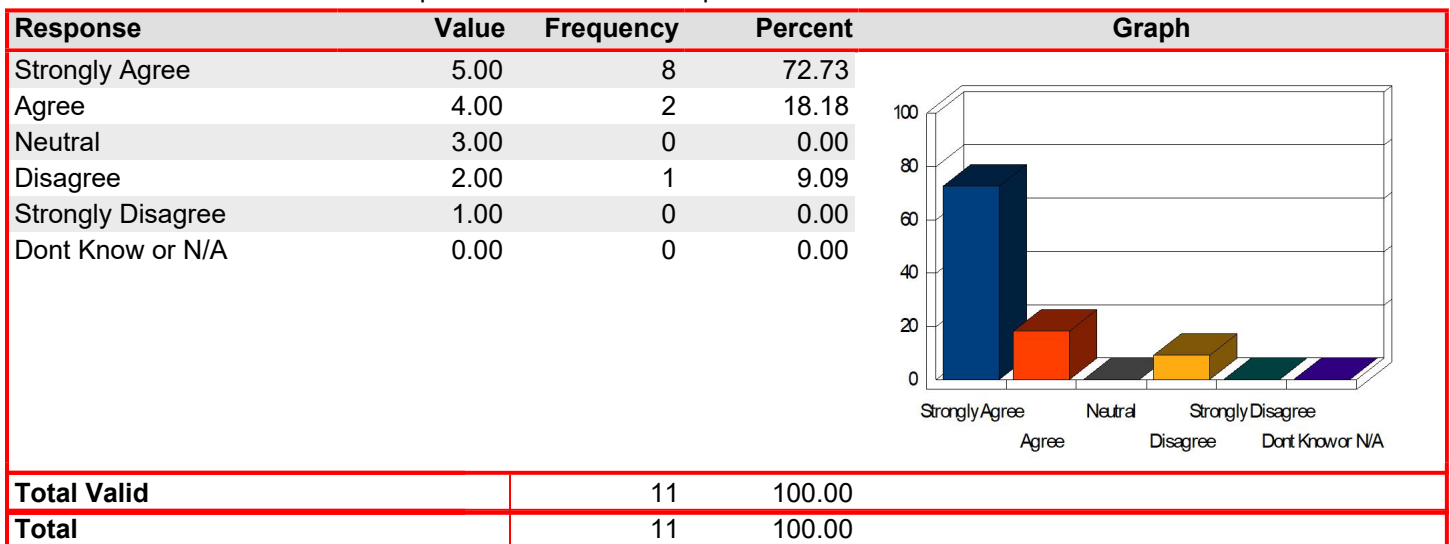 Response Value Frequency Percent Graph
Strongly Agree 5.00 8 72.73
Agree 4.00 2 18.18
Neutral 3.00 0 0.00
Disagree 2.00 1 9.09
Strongly Disagree 1.00 0 0.00
Dont Know or N/A 0.00 0 0.00
100
80
60
40
20
0
Strongly Agree Neutral Strongly Disagree
Agree Disagree Dont Know or N/A
Total Valid 11 100.00
Total 11 100.00